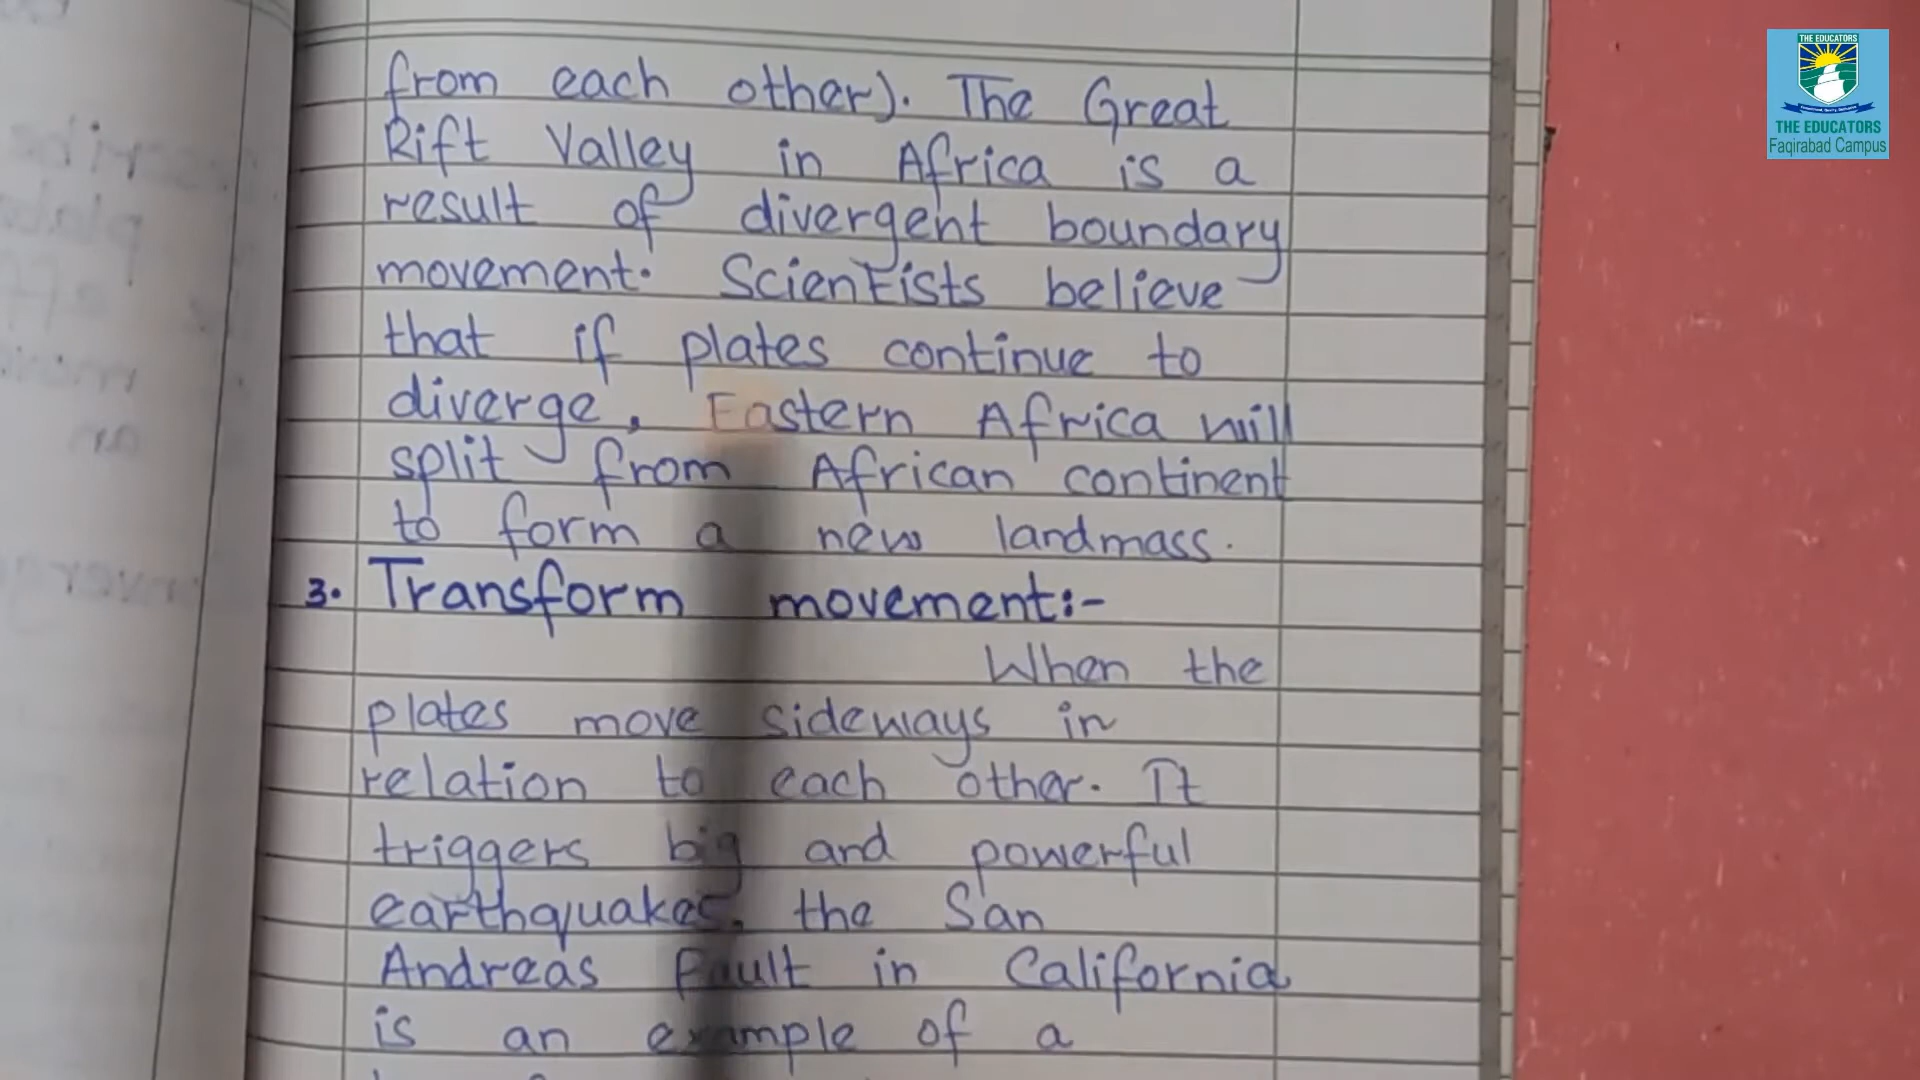 from each other). The Great
Rift Valley in Africa is a
result of divergent boundary
movement. Scientists believe
that if plates continue to
diverge, Eastern Africa will
split from African continent
to form a new landmass.
3. Transform movement:-
When the
plates move sideways in
relation to each other. It
triggers big and powerful
earthquakes. the San
Andreas Fault in California
is an example of a
THE EDUCATORS
THE EDUCATORS
Faqirabad Campus